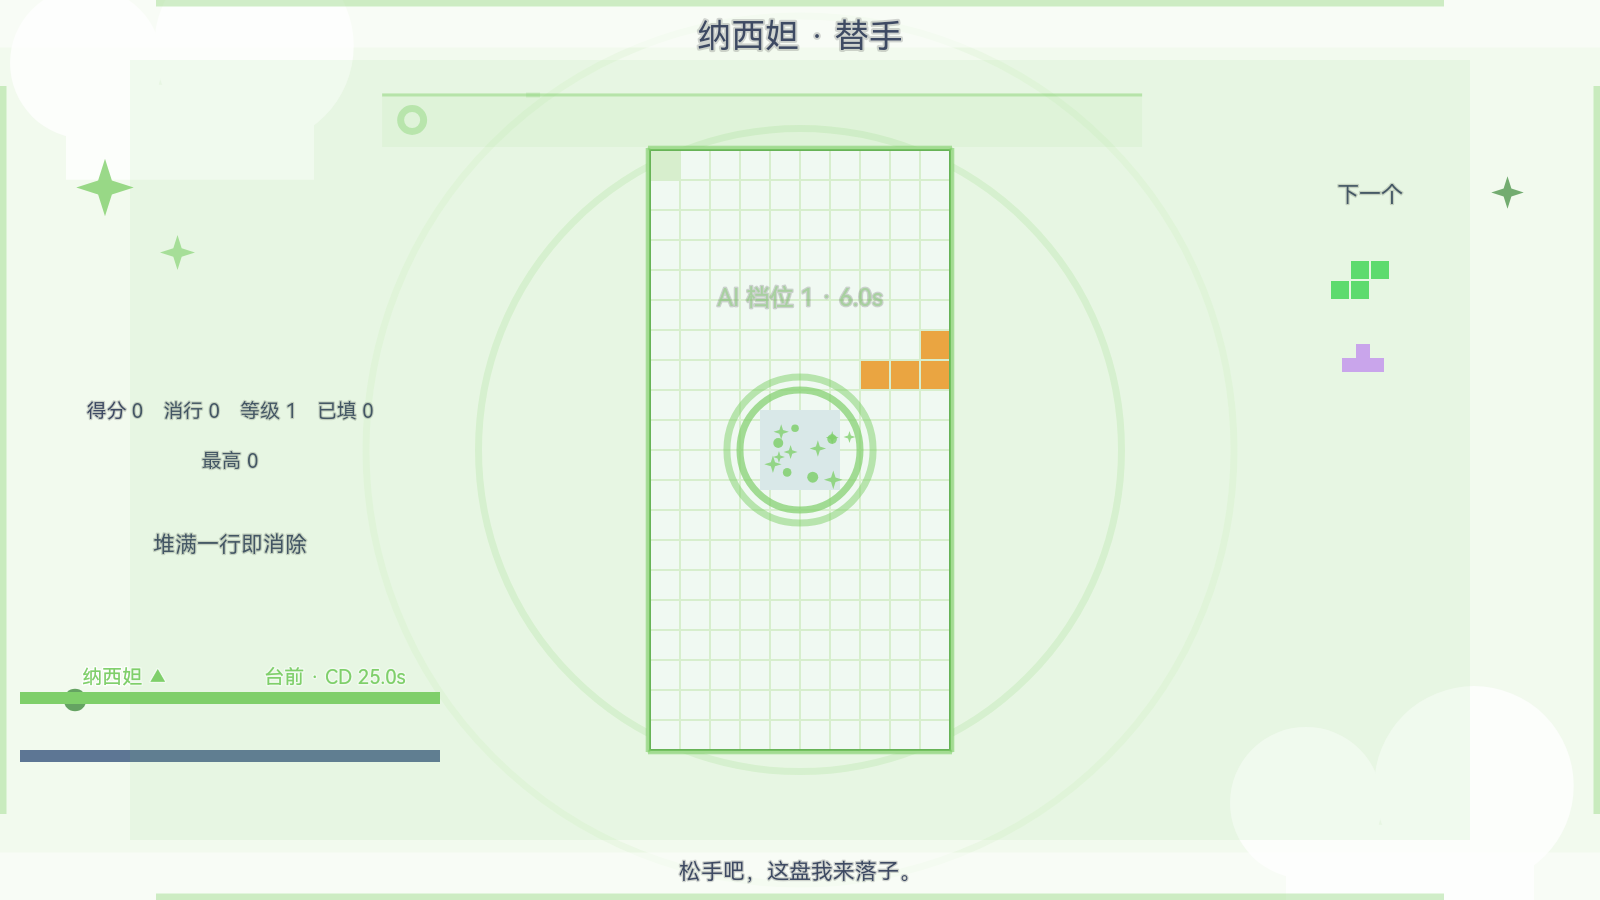 纳西妲 · 替手
下一个
AI 档位 1 · 6.0s
得分 0 消行 0 等级 1 已填 0
最高 0
堆满一行即消除
纳西妲 ▲ 台前 · CD 25.0s
松手吧，这盘我来落子。